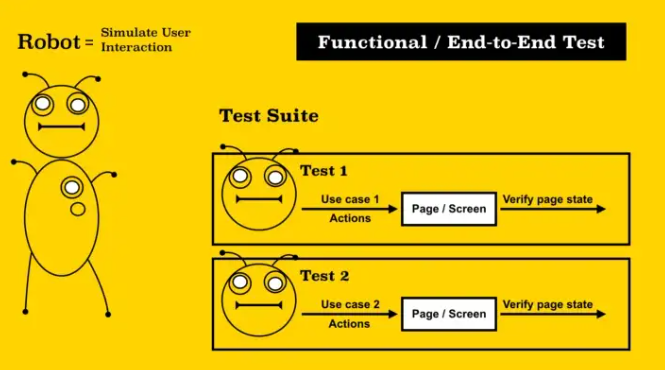 Robot = Simulate User
Interaction
Functional / End-to-End Test
Test Suite
Test 1
Use case 1
Actions
Page / Screen
Verify page state
Test 2
Use case 2
Actions
Page / Screen
Verify page state